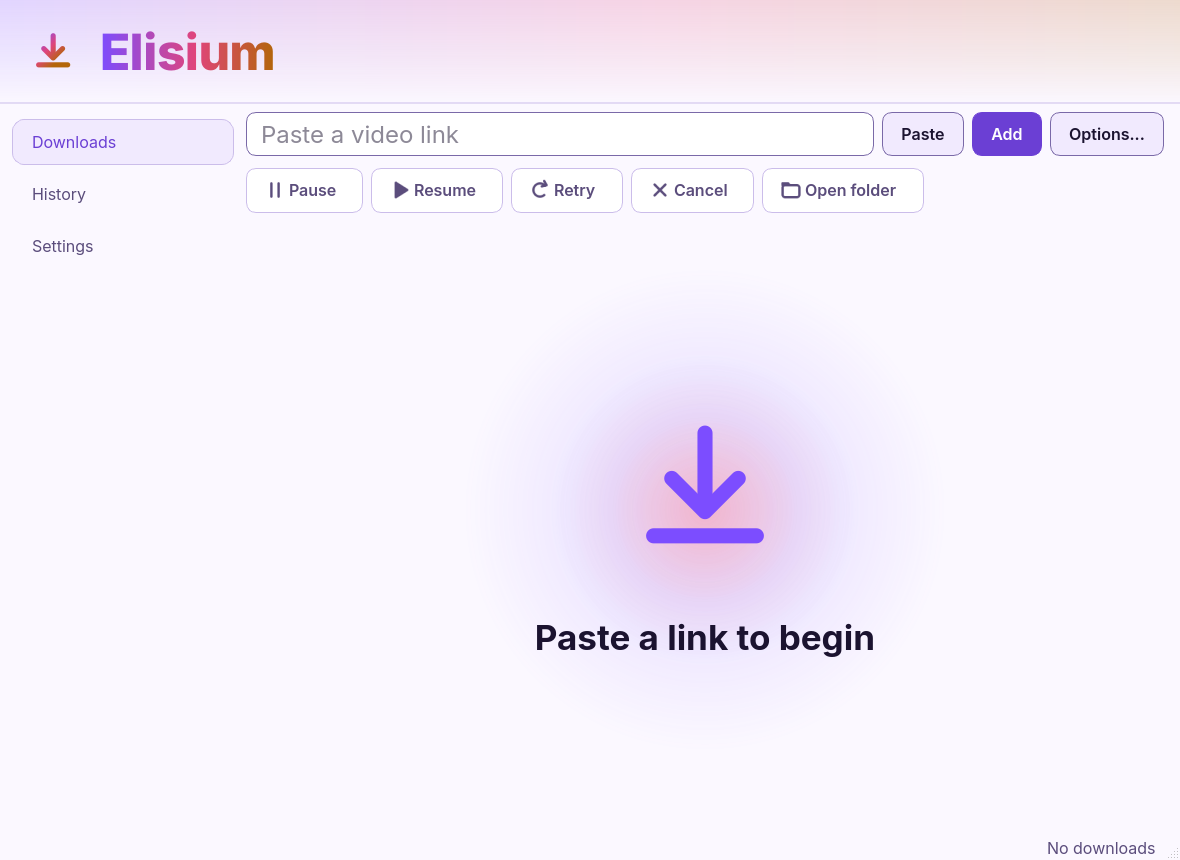 Elisium
Downloads
History
Settings
Paste a video link
Paste
Add
Options...
Pause
Resume
Retry
Cancel
Open folder
Paste a link to begin
No downloads